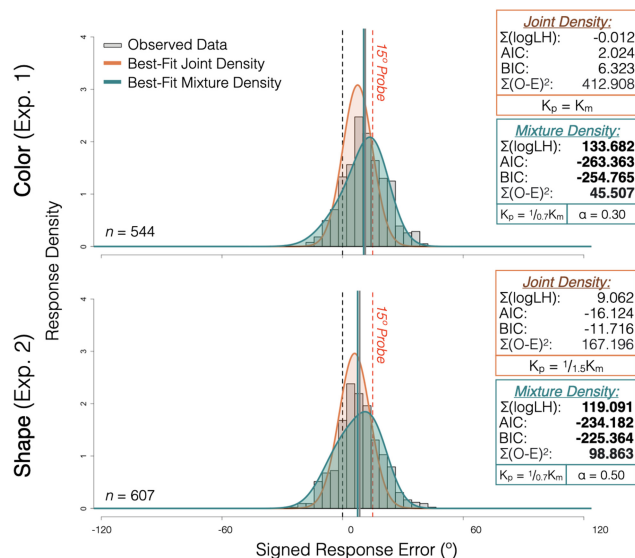 Color (Exp. 1)
Response Density
4
3
2
1
0
Observed Data
Best-Fit Joint Density
Best-Fit Mixture Density
15º Probe
n = 544
Joint Density:
Σ(logLH): -0.012
AIC: 2.024
BIC: 6.323
Σ(O-E)²: 412.908
Kp = Km
Mixture Density:
Σ(logLH): 133.682
AIC: -263.363
BIC: -254.765
Σ(O-E)²: 45.507
Kp = 1/0.7Km α = 0.30
Shape (Exp. 2)
4
3
2
1
0
15º Probe
n = 607
Joint Density:
Σ(logLH): 9.062
AIC: -16.124
BIC: -11.716
Σ(O-E)²: 167.196
Kp = 1/1.5Km
Mixture Density:
Σ(logLH): 119.091
AIC: -234.182
BIC: -225.364
Σ(O-E)²: 98.863
Kp = 1/0.7Km α = 0.50
-120 -60 0 60 120
Signed Response Error (º)